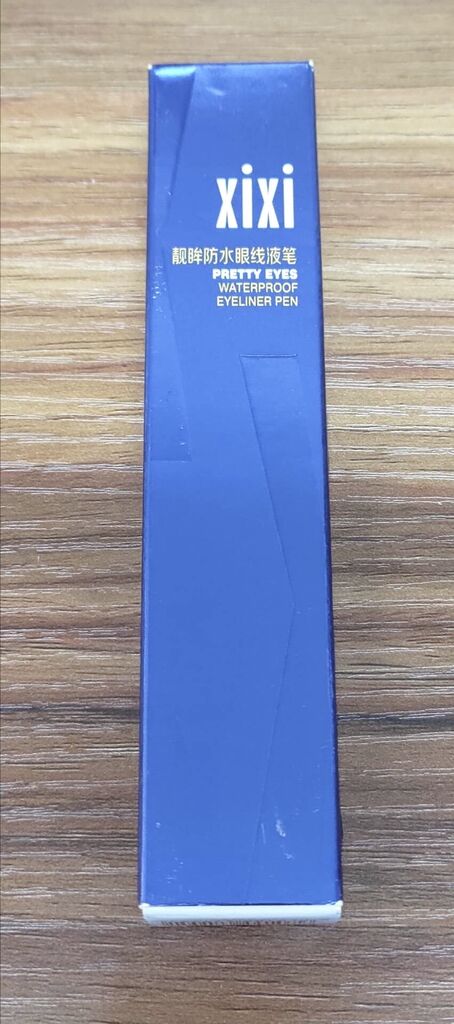 xixi
靓眸防水眼线液笔
PRETTY EYES
WATERPROOF
EYELINER PEN